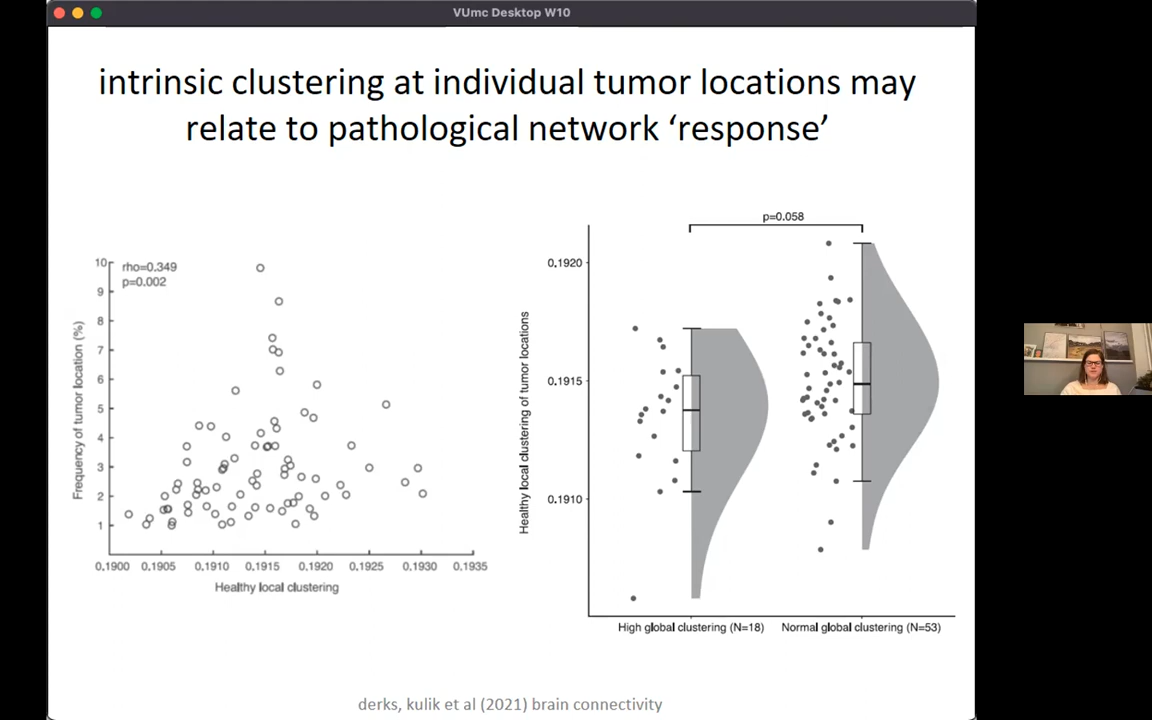 VUmc Desktop W10
intrinsic clustering at individual tumor locations may
relate to pathological network ‘response’
rho=0.349
p=0.002
10
9
8
7
6
5
4
3
2
1
Frequency of tumor location (%)
0.1900 0.1905 0.1910 0.1915 0.1920 0.1925 0.1930 0.1935
Healthy local clustering
p=0.058
0.1920
0.1915
0.1910
Healthy local clustering of tumor locations
High global clustering (N=18) Normal global clustering (N=53)
derks, kulik et al (2021) brain connectivity